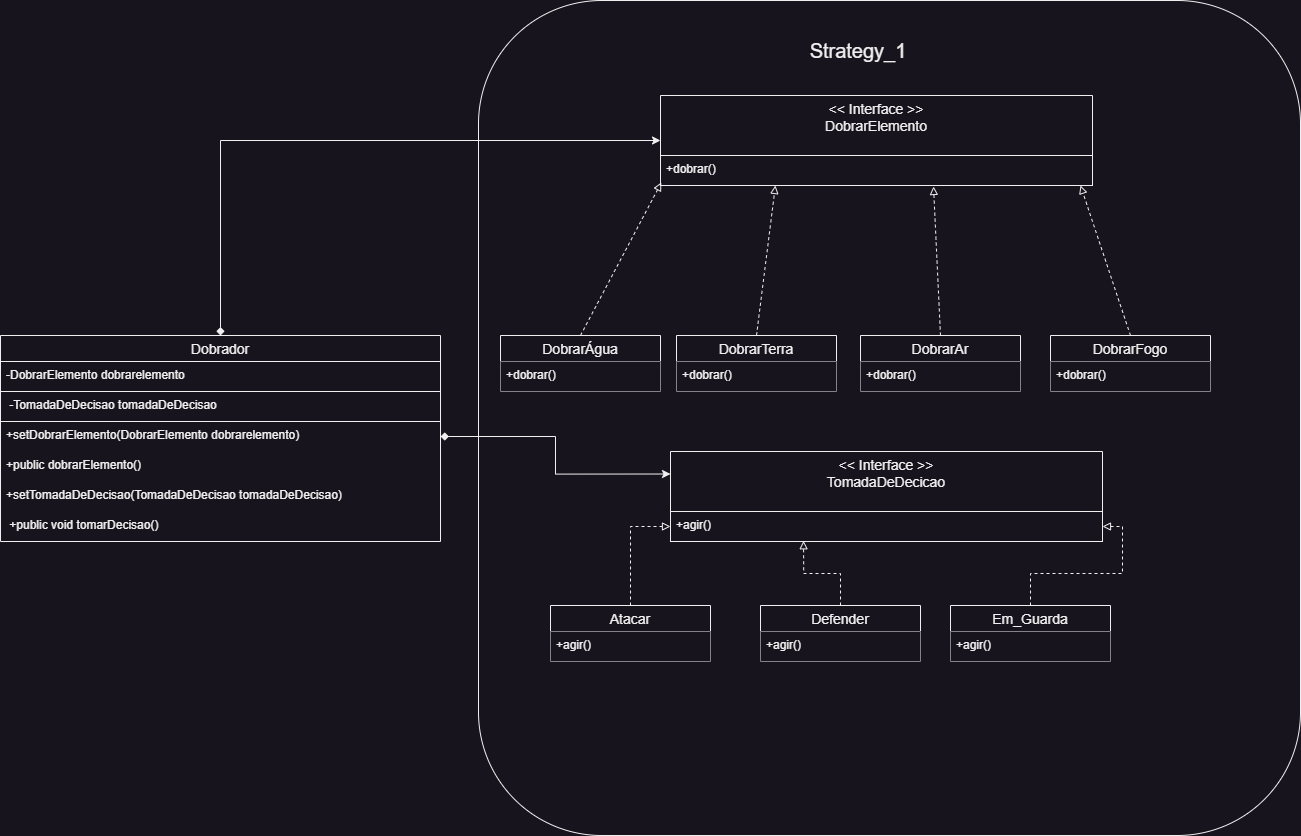 Strategy_1
<< Interface >>
DobrarElemento
+dobrar()
Dobrador
-DobrarElemento dobrarelemento
-TomadaDeDecisao tomadaDeDecisao
+setDobrarElemento(DobrarElemento dobrarelemento)
+public dobrarElemento()
+setTomadaDeDecisao(TomadaDeDecisao tomadaDeDecisao)
+public void tomarDecisao()
DobrarÁgua
+dobrar()
DobrarTerra
+dobrar()
DobrarAr
+dobrar()
DobrarFogo
+dobrar()
<< Interface >>
TomadaDeDecicao
+agir()
Atacar
+agir()
Defender
+agir()
Em_Guarda
+agir()